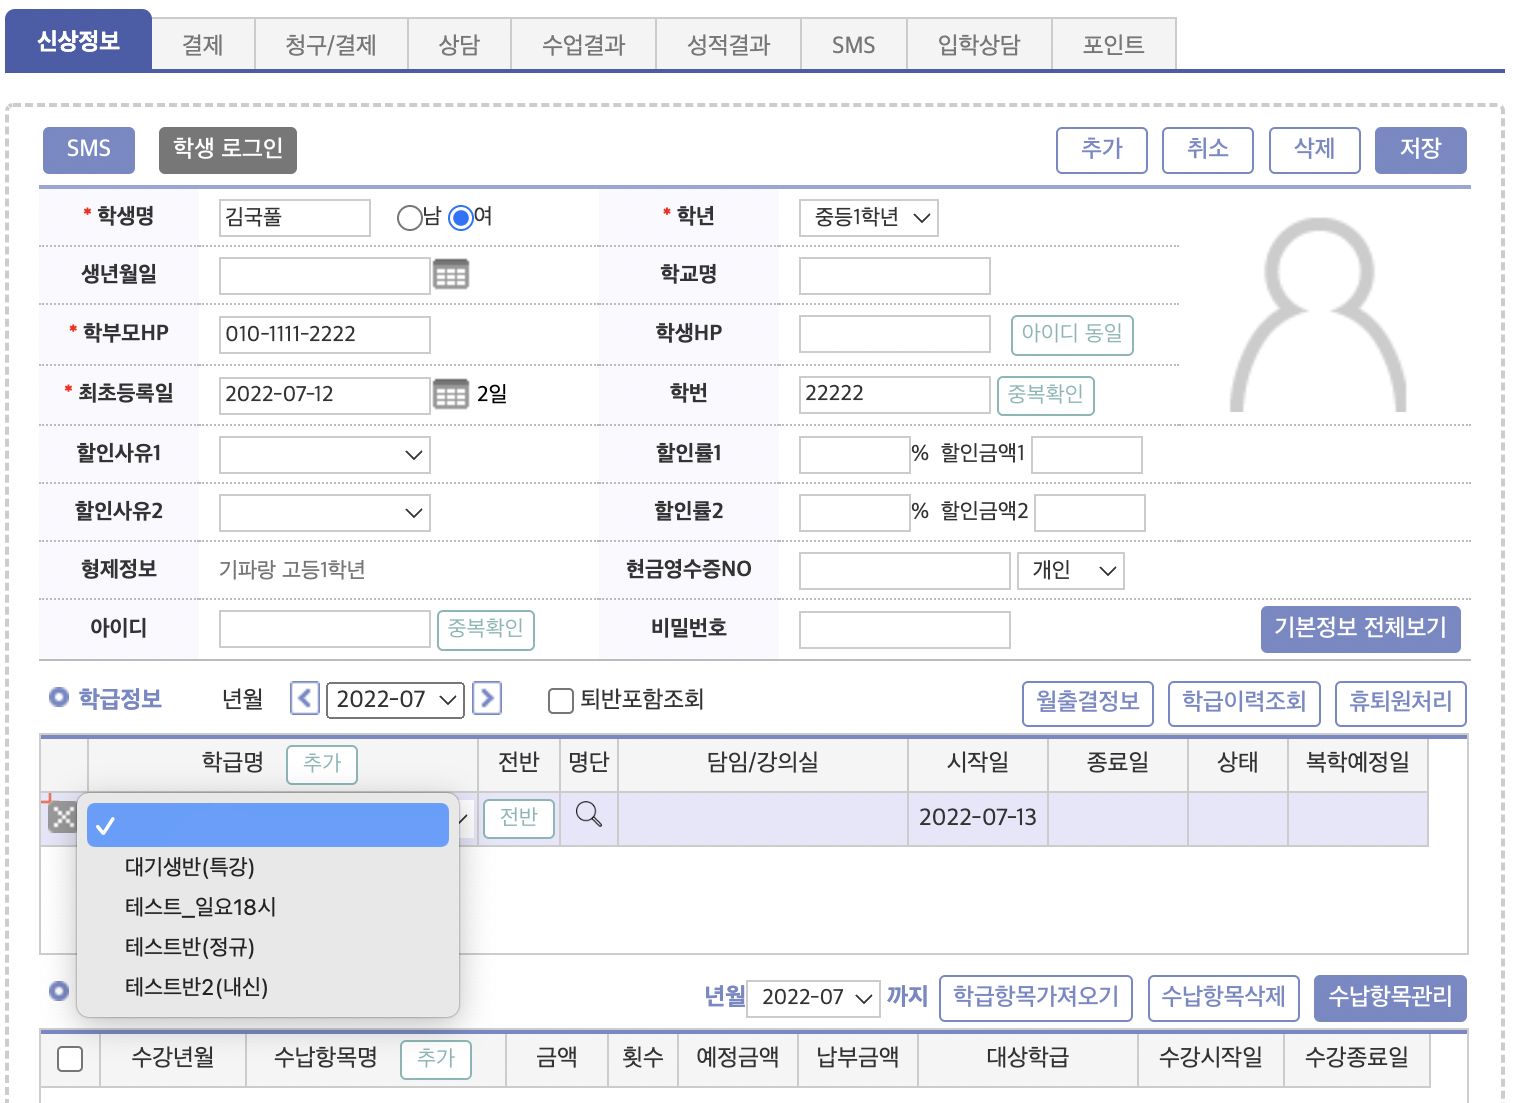 신상정보 결제 청구/결제 상담 수업결과 성적결과 SMS 입학상담 포인트
SMS 학생 로그인 추가 취소 삭제 저장
* 학생명 김국풀 남 여 * 학년 중등1학년
생년월일 학교명
* 학부모HP 010-1111-2222 학생HP 아이디 동일
* 최초등록일 2022-07-12 2일 학번 22222 중복확인
할인사유1 할인률1 % 할인금액1
할인사유2 할인률2 % 할인금액2
형제정보 기파랑 고등1학년 현금영수증NO 개인
아이디 중복확인 비밀번호 기본정보 전체보기
학급정보 년월 2022-07 퇴반포함조회 월출결정보 학급이력조회 휴퇴원처리
학급명 추가 전반 명단 담임/강의실 시작일 종료일 상태 복학예정일
전반 2022-07-13
대기생반(특강)
테스트_일요18시
테스트반(정규)
테스트반2(내신)
년월 2022-07 까지 학급항목가져오기 수납항목삭제 수납항목관리
수강년월 수납항목명 추가 금액 횟수 예정금액 납부금액 대상학급 수강시작일 수강종료일